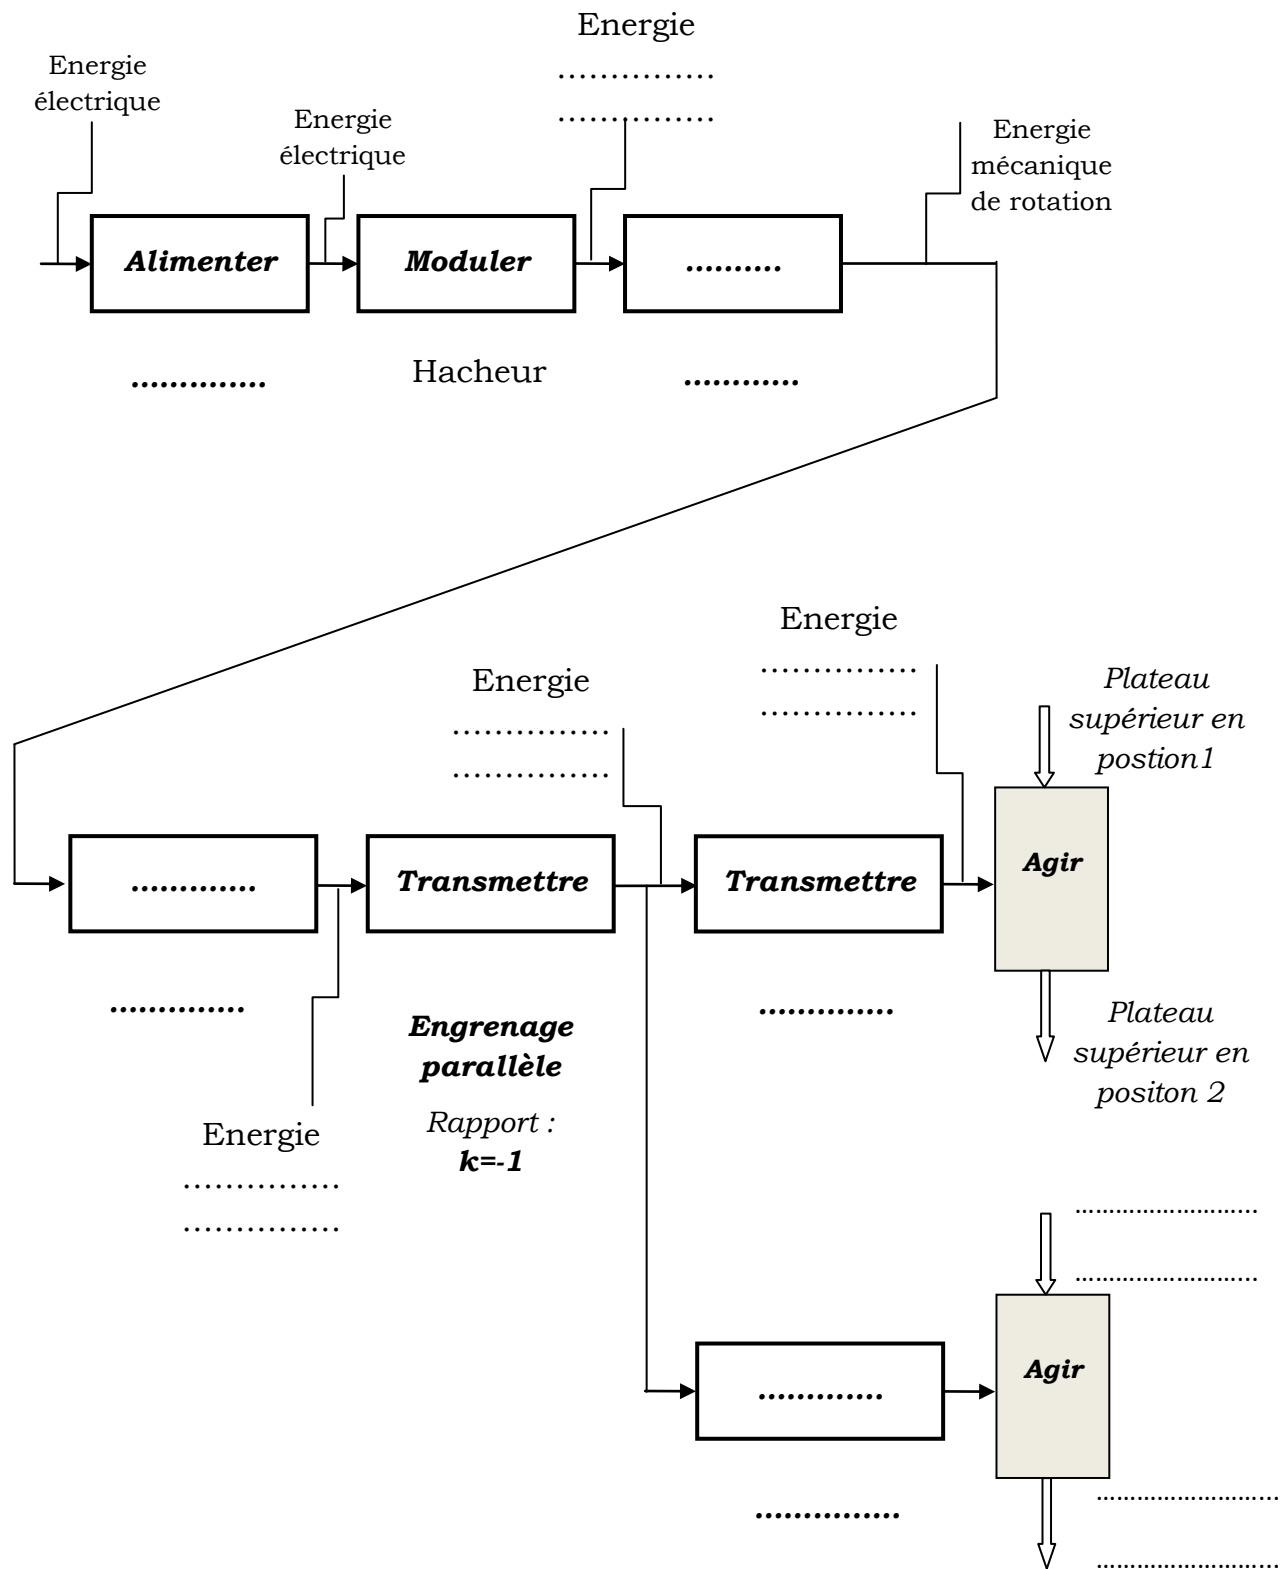 Energie
...............
...............
Energie
électrique
Energie
électrique
Energie
mécanique
de rotation
Alimenter
Moduler
..........
..............
Hacheur
............
Energie
...............
...............
Energie
...............
...............
Plateau
supérieur en
postion1
.............
Transmettre
Transmettre
Agir
..............
Engrenage
parallèle
Rapport :
k=-1
..............
Plateau
supérieur en
positon 2
Energie
...............
...............
...........................
...........................
.............
Agir
...............
...........................
...........................